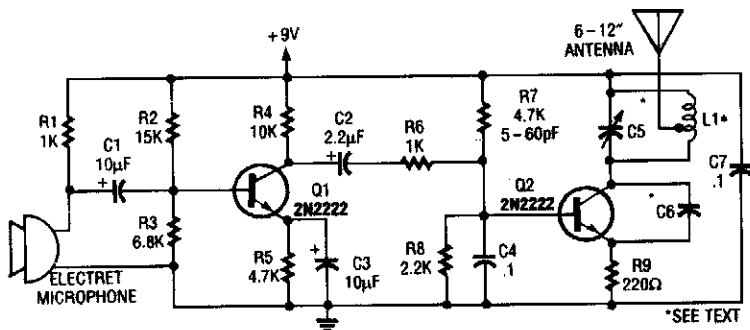 6-12" ANTENNA
+9V
R1
1K
R2
15K
R4
10K
C2
2.2µF
R6
1K
R7
4.7K
5-60pF
*
C5
L1*
C7
.1
C1
10µF
+
+
Q1
2N2222
Q2
2N2222
*
C6
R3
6.8K
R5
4.7K
+
C3
10µF
R8
2.2K
C4
.1
R9
220Ω
ELECTRET
MICROPHONE
*SEE TEXT